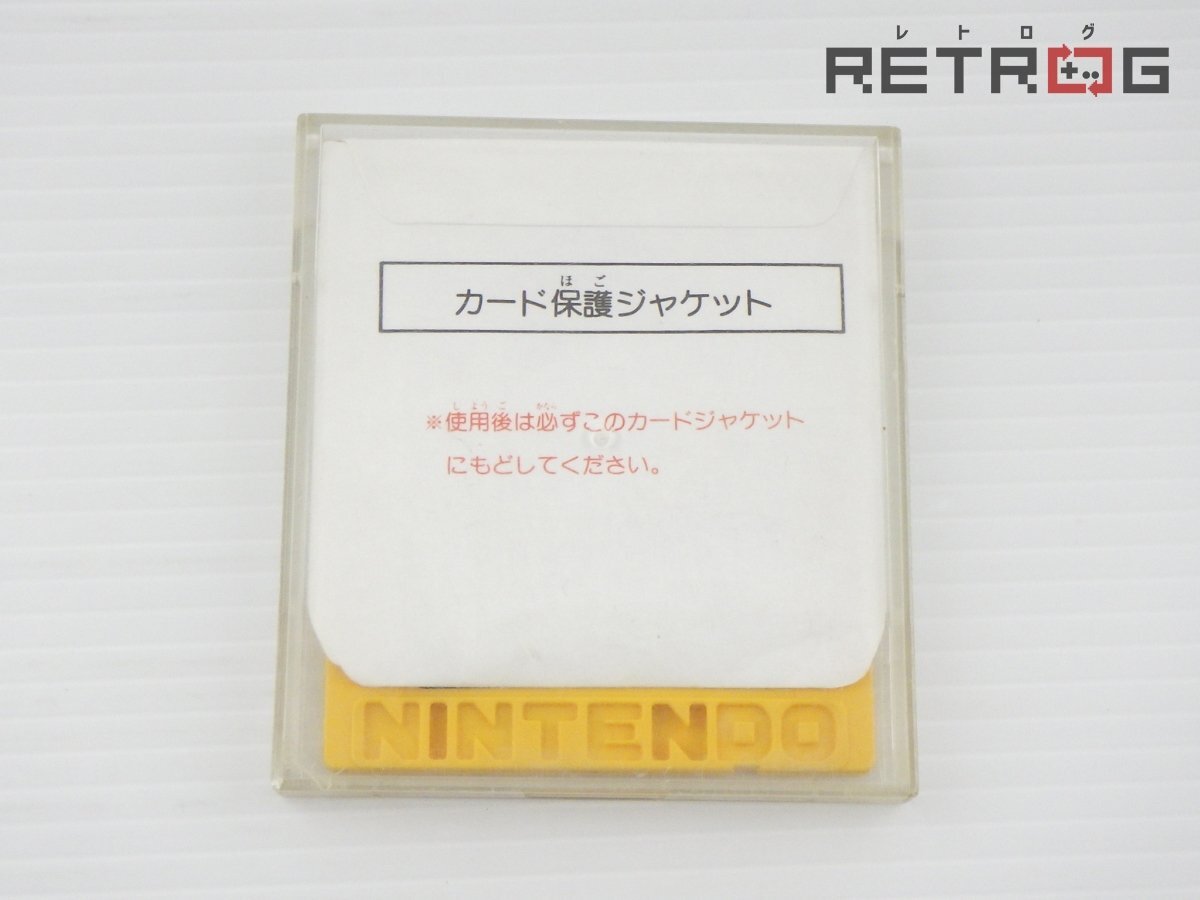 レトログ
RETROG
ほご
カード保護ジャケット
しようご かなら
※使用後は必ずこのカードジャケット
にもどしてください。
NINTENDO